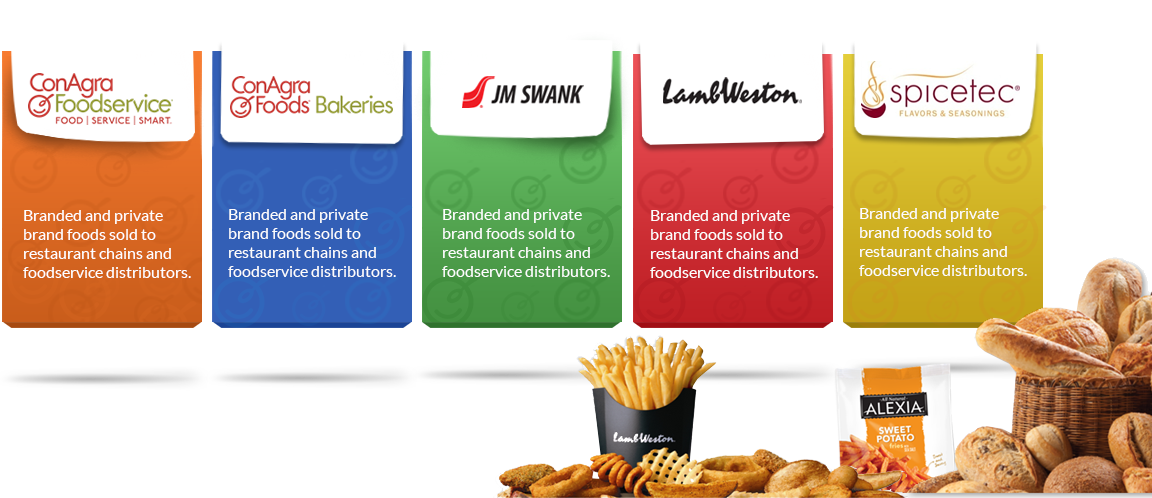 ConAgra
Foodservice®
FOOD | SERVICE | SMART.
Branded and private
brand foods sold to
restaurant chains and
foodservice distributors.
ConAgra
Foods® Bakeries
Branded and private
brand foods sold to
restaurant chains and
foodservice distributors.
JM SWANK
Branded and private
brand foods sold to
restaurant chains and
foodservice distributors.
LambWeston®
Branded and private
brand foods sold to
restaurant chains and
foodservice distributors.
spicetec®
FLAVORS & SEASONINGS
Branded and private
brand foods sold to
restaurant chains and
foodservice distributors.
LambWeston
All Natural
ALEXIA
SWEET
POTATO